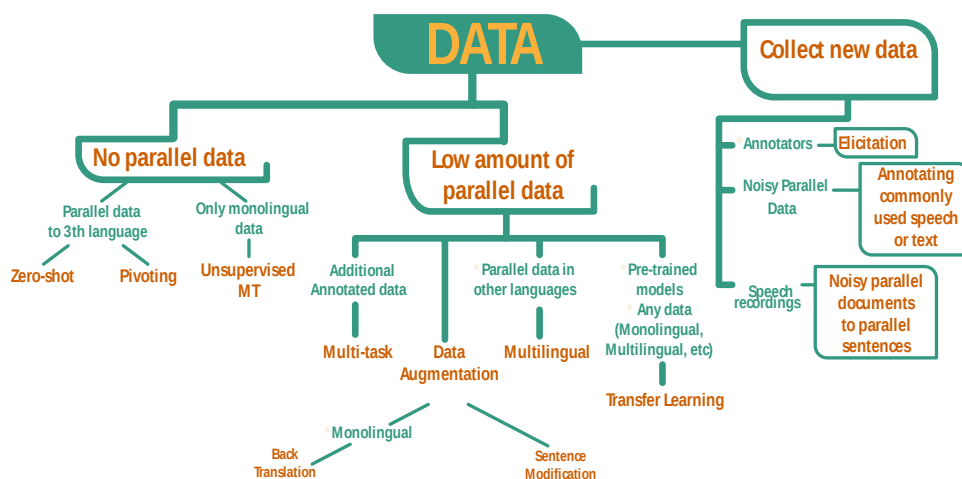 DATA
Collect new data
No parallel data
Low amount of
parallel data
* Annotators
Elicitation
Noisy Parallel
Data
Annotating
commonly
used speech
or text
Speech
recordings
Noisy parallel
documents
to parallel
sentences
Parallel data
to 3th language
Only monolingual
data
Zero-shot
Pivoting
Unsupervised
MT
Additional
Annotated data
* Parallel data in
other languages
* Pre-trained
models
* Any data
(Monolingual,
Multilingual, etc)
Multi-task
Data
Augmentation
Multilingual
Transfer Learning
* Monolingual
Back
Translation
Sentence
Modification